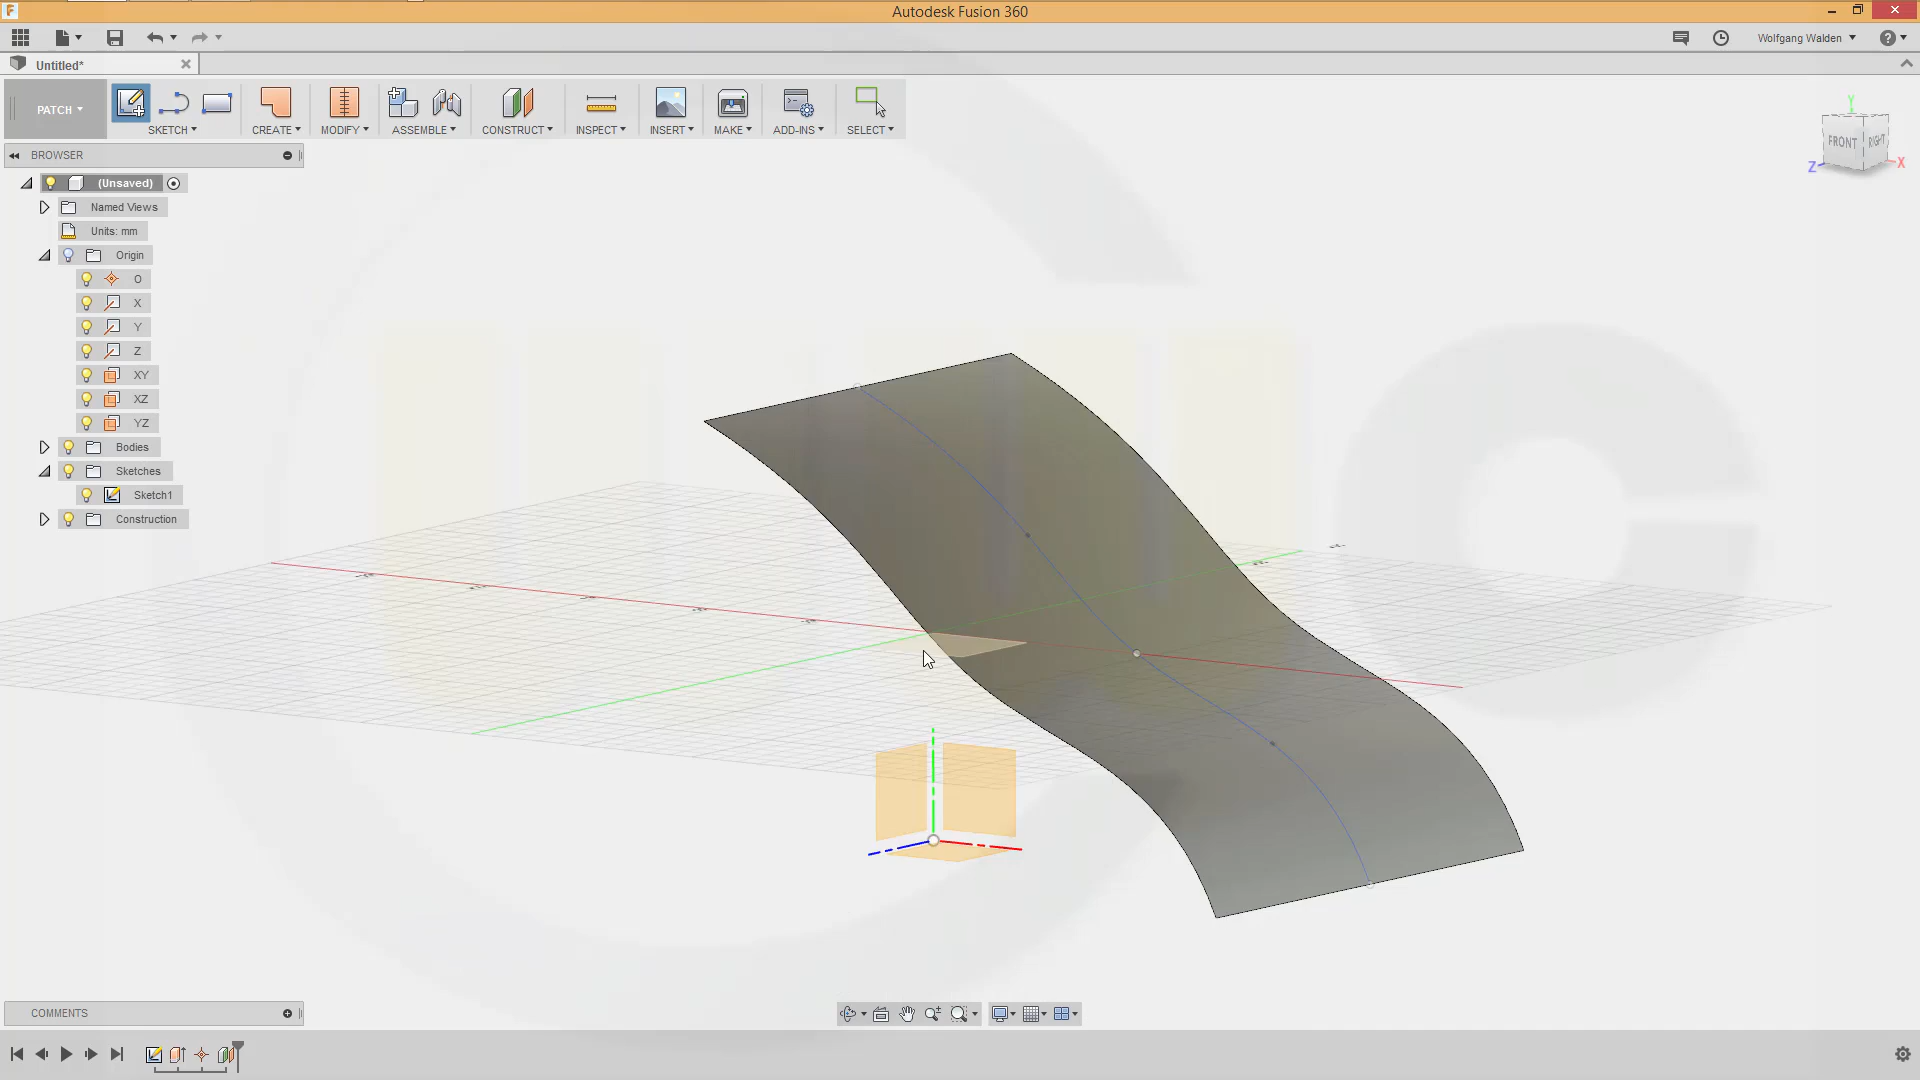 Autodesk Fusion 360
Wolfgang Walden
Untitled*
PATCH
SKETCH
CREATE
MODIFY
ASSEMBLE
CONSTRUCT
INSPECT
INSERT
MAKE
ADD-INS
SELECT
BROWSER
(Unsaved)
Named Views
Units: mm
Origin
O
X
Y
Z
XY
XZ
YZ
Bodies
Sketches
Sketch1
Construction
Y
FRONT
RIGHT
Z
X
COMMENTS